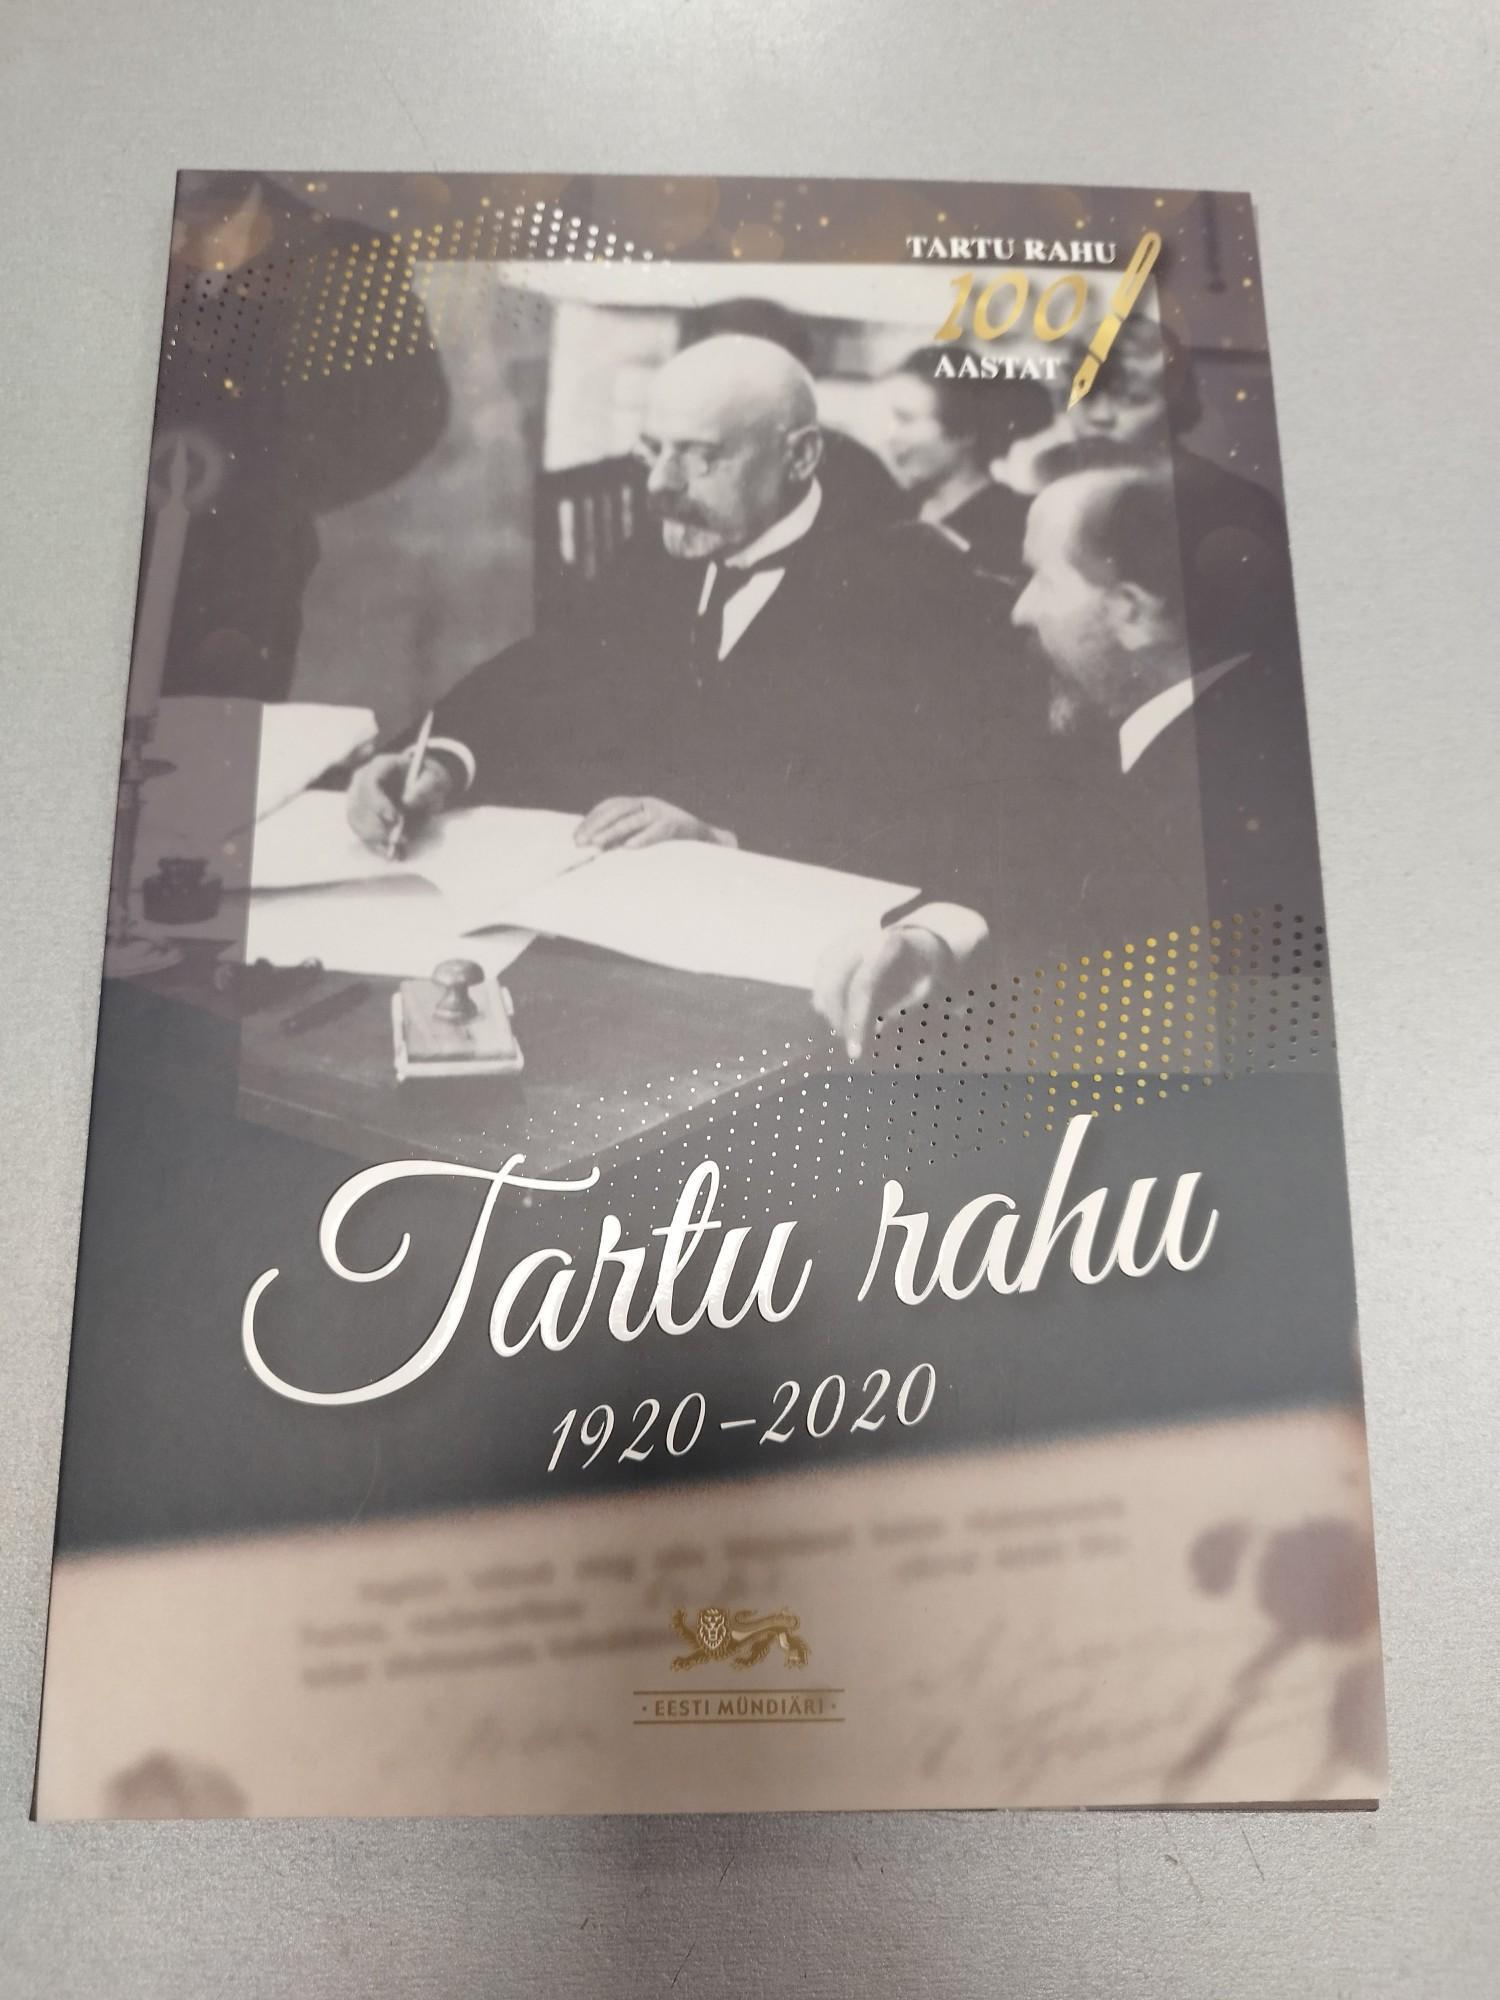 TARTU RAHU
100
AASTAT
Tartu rahu
1920–2020
· EESTI MÜNDIÄRI ·